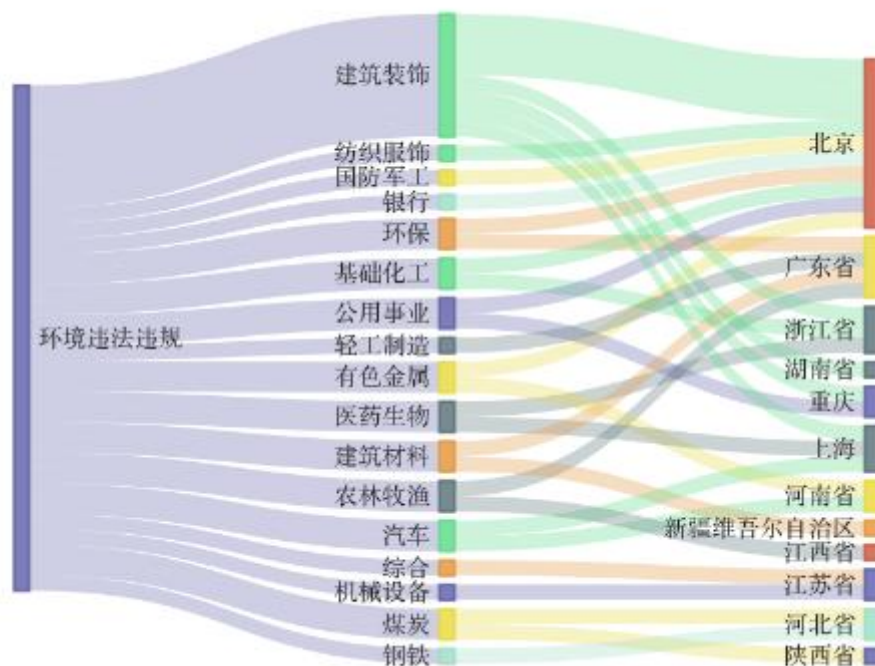 环境违法违规
建筑装饰
纺织服饰
国防军工
银行
环保
基础化工
公用事业
轻工制造
有色金属
医药生物
建筑材料
农林牧渔
汽车
综合
机械设备
煤炭
钢铁
北京
广东省
浙江省
湖南省
重庆
上海
河南省
新疆维吾尔自治区
江西省
江苏省
河北省
陕西省